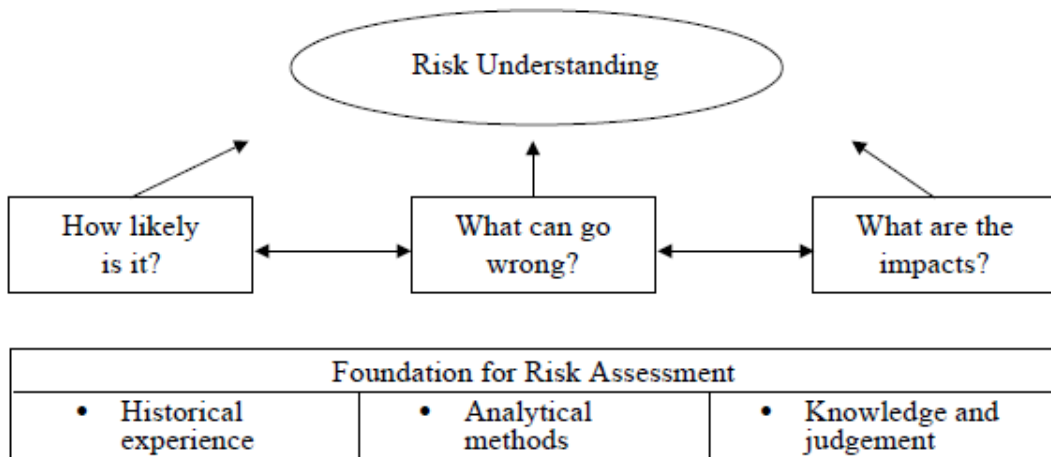 Risk Understanding
How likely
is it?
What can go
wrong?
What are the
impacts?
Foundation for Risk Assessment
• Historical
experience
• Analytical
methods
• Knowledge and
judgement